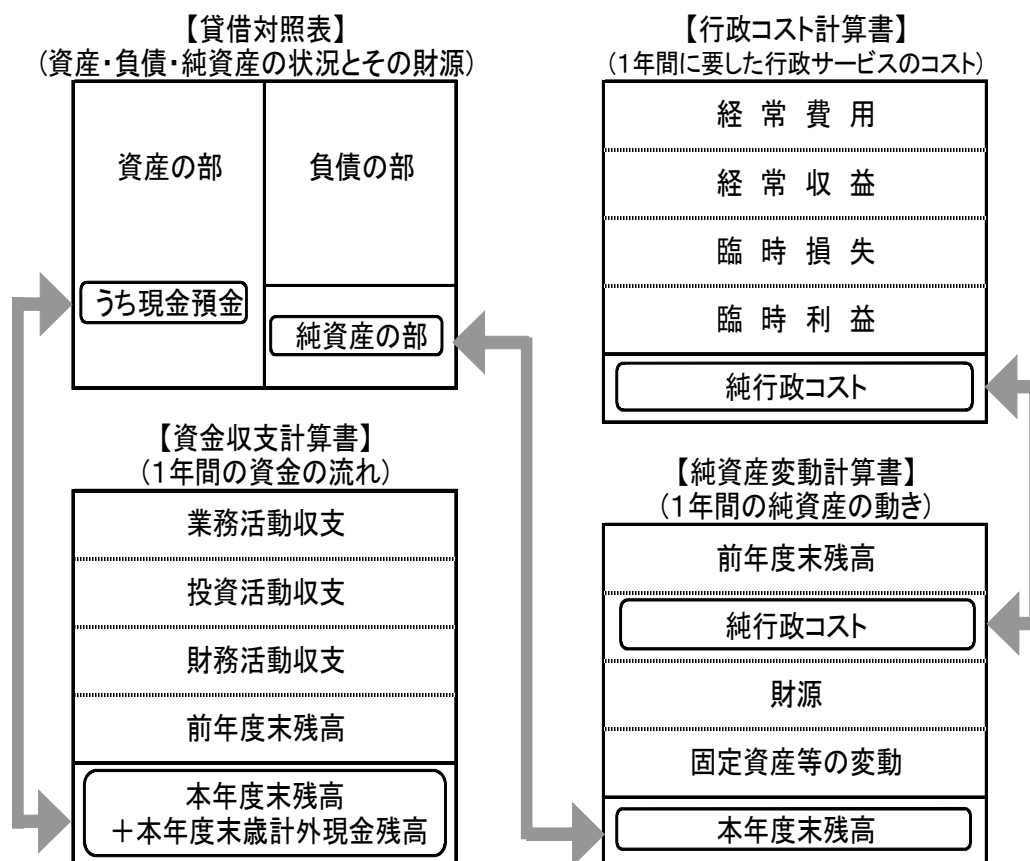 【貸借対照表】
(資産・負債・純資産の状況とその財源)
資産の部
負債の部
うち現金預金
純資産の部
【資金収支計算書】
(1年間の資金の流れ)
業務活動収支
投資活動収支
財務活動収支
前年度末残高
本年度末残高
+本年度末歳計外現金残高
【行政コスト計算書】
(1年間に要した行政サービスのコスト)
経常費用
経常収益
臨時損失
臨時利益
純行政コスト
【純資産変動計算書】
(1年間の純資産の動き)
前年度末残高
純行政コスト
財源
固定資産等の変動
本年度末残高